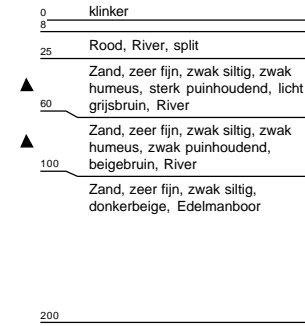 0 klinker
8
25 Rood, River, split
Zand, zeer fijn, zwak siltig, zwak
humeus, sterk puinhoudend, licht
60 grijsbruin, River
Zand, zeer fijn, zwak siltig, zwak
humeus, zwak puinhoudend,
100 beigebruin, River
Zand, zeer fijn, zwak siltig,
donkerbeige, Edelmanboor
200